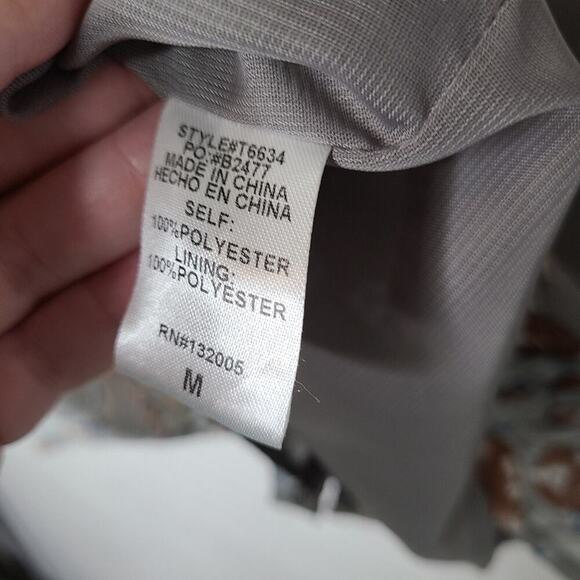 STYLE#T6634
PO:#B2477
MADE IN CHINA
HECHO EN CHINA
SELF:
100%POLYESTER
LINING:
100%POLYESTER
RN#132005
M